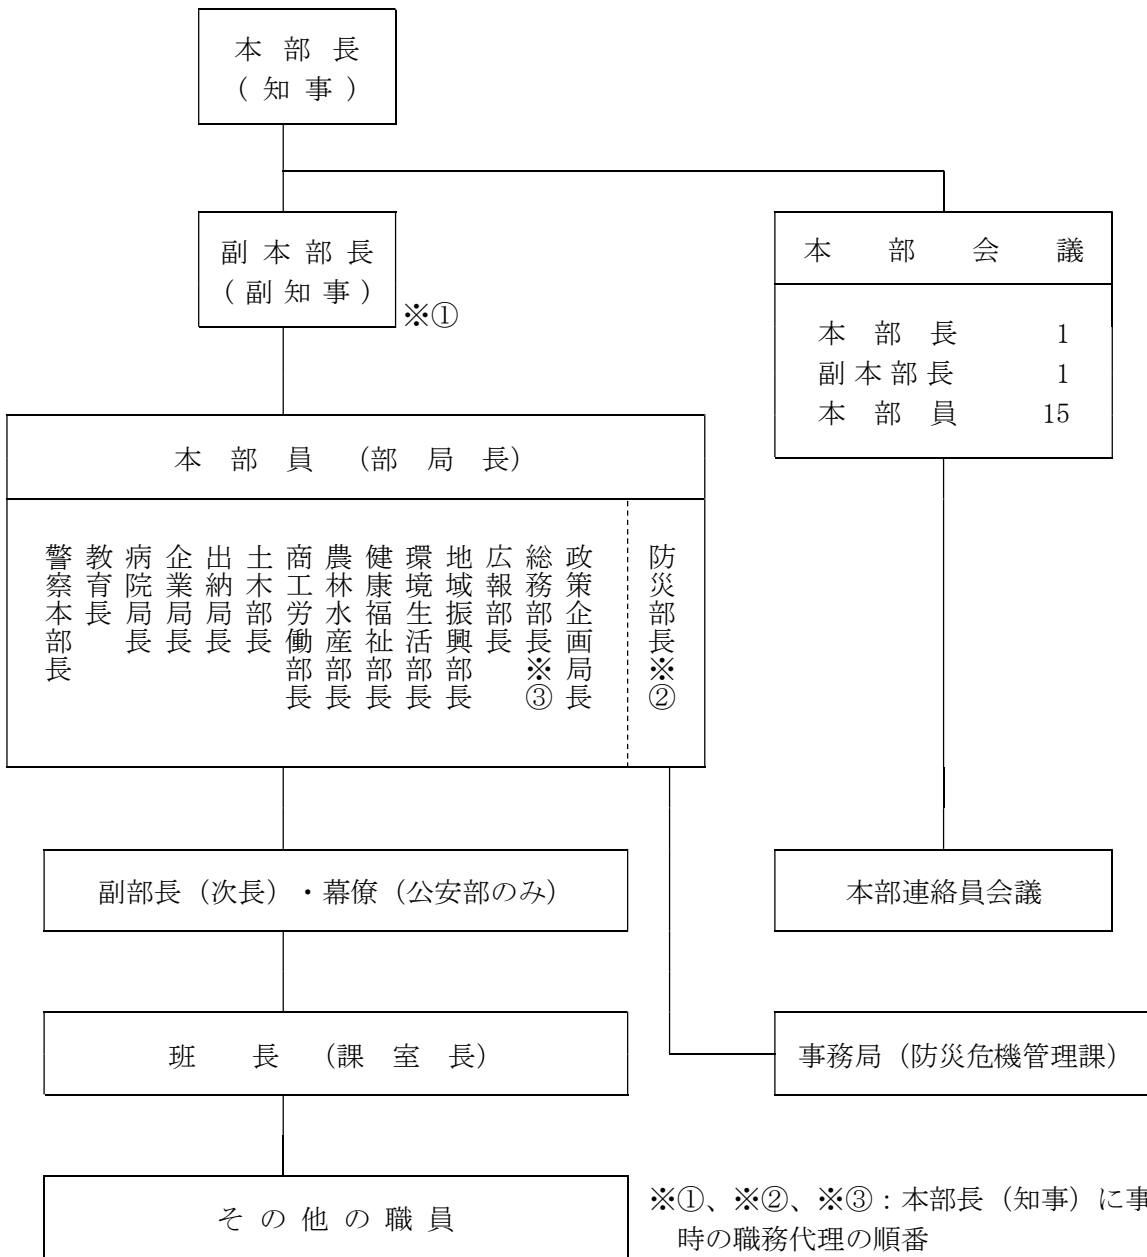 本部長
(知事)
副本部長
(副知事)
※①
本部会議
本部長 1
副本部長 1
本部員 15
本部員 (部局長)
防災部長※②
政策企画局長
総務部長※③
広報部長
地域振興部長
環境生活部長
健康福祉部長
農林水産部長
商工労働部長
土木部長
出納局長
企業局長
病院局長
教育長
警察本部長
副部長(次長)・幕僚(公安部のみ)
本部連絡員会議
班長 (課室長)
事務局(防災危機管理課)
その他の職員
※①、※②、※③:本部長(知事)に事
時の職務代理の順番